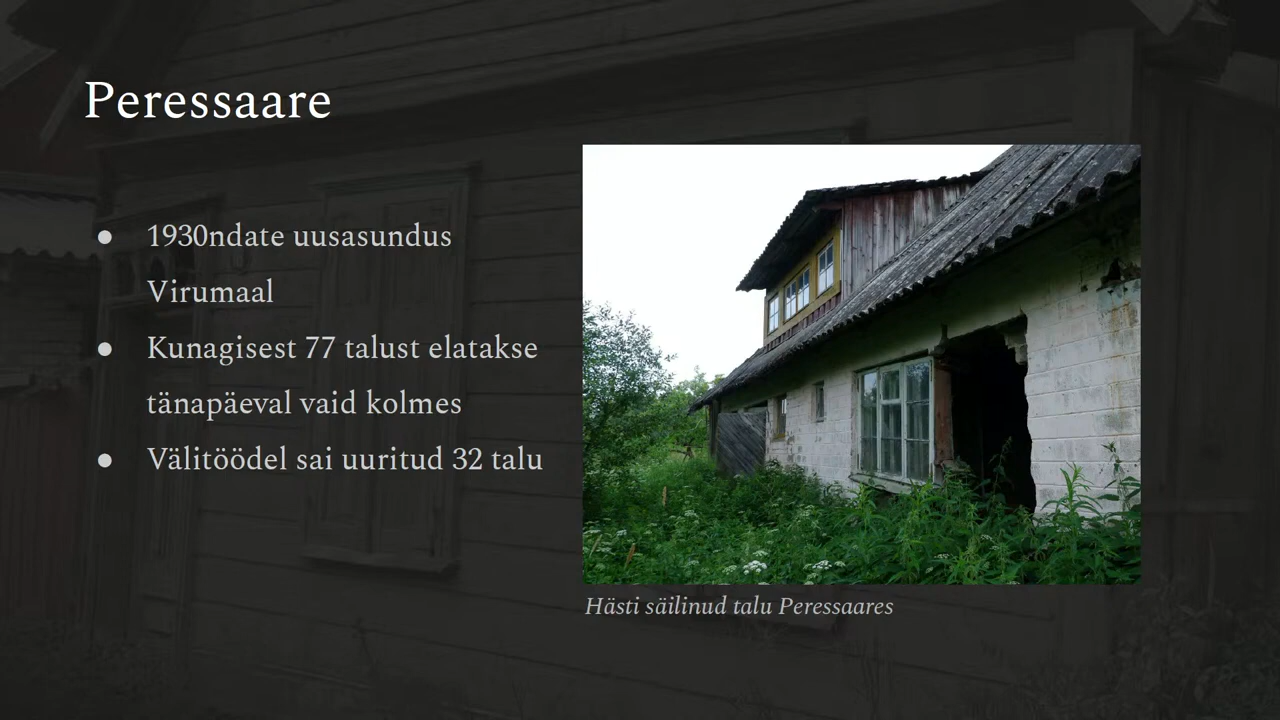 Peressaare
● 1930ndate uusasundus
Virumaal
● Kunagisest 77 talust elatakse
tänapäeval vaid kolmes
● Välitöödel sai uuritud 32 talu
Hästi säilinud talu Peressaares